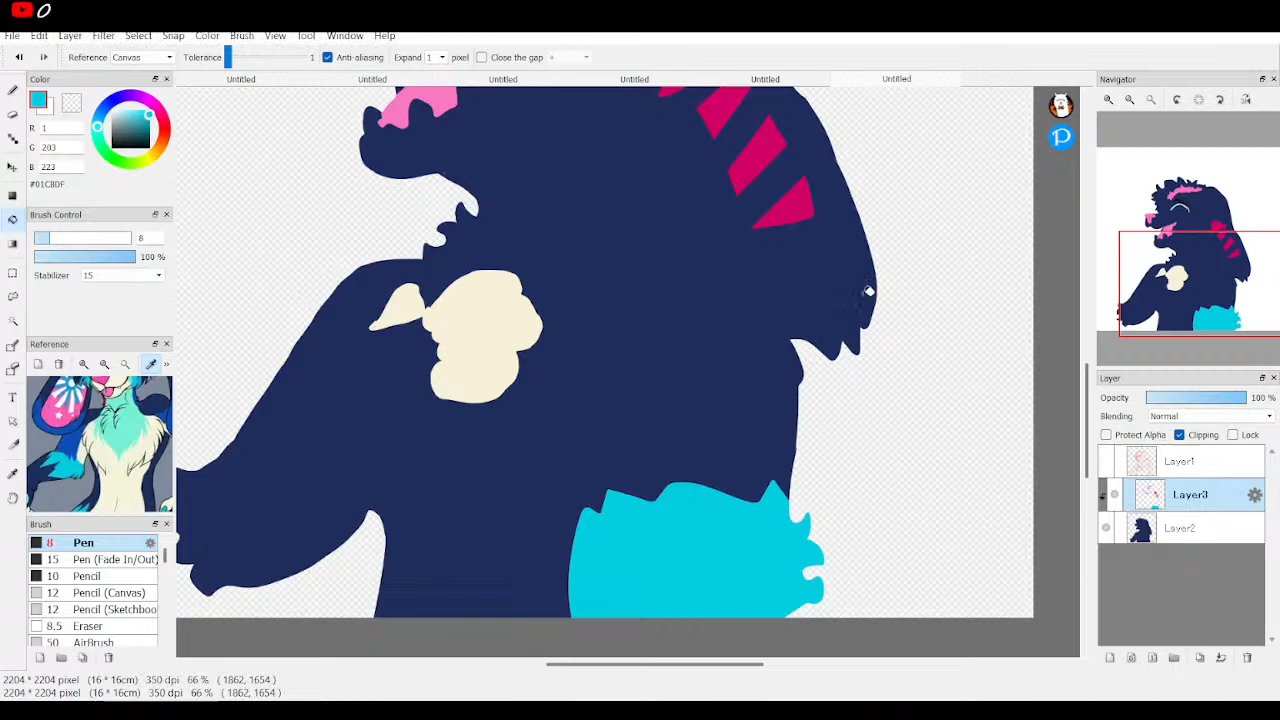 0
File Edit Layer Filter Select Snap Color Brush View Tool Window Help
Reference Canvas Tolerance 1 Anti-aliasing Expand 1 pixel Close the gap +
Color
Untitled Untitled Untitled Untitled Untitled Untitled
Navigator
R 1
G 203
B 223
#01CBDF
Brush Control
8
100 %
Stabilizer 15
Reference
Layer
Opacity 100 %
Blending Normal
Protect Alpha Clipping Lock
Layer1
Layer3
Layer2
Brush
8 Pen
15 Pen (Fade In/Out)
10 Pencil
12 Pencil (Canvas)
12 Pencil (Sketchboo
8.5 Eraser
50 AirBrush
2204 * 2204 pixel (16 * 16cm) 350 dpi 66 % ( 1862, 1654 )
2204 * 2204 pixel (16 * 16cm) 350 dpi 66 % ( 1862, 1654 )